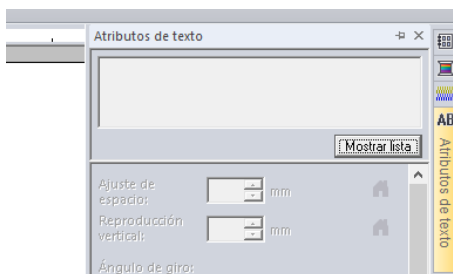 Atributos de texto
Mostrar lista
Ajuste de
espacio:
mm
Reproducción
vertical:
mm
Ángulo de giro:
AB
Atributos de texto